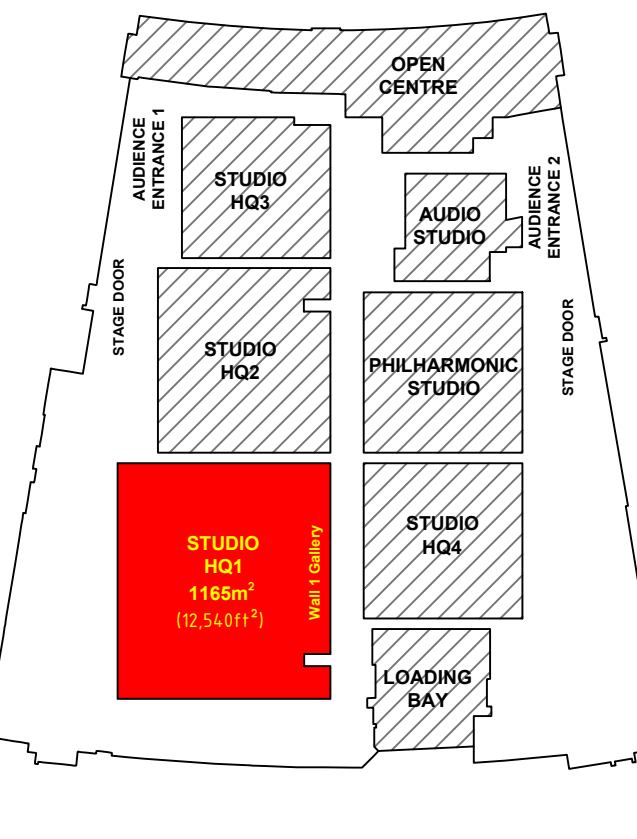 OPEN
CENTRE
AUDIENCE
ENTRANCE 1
STUDIO
HQ3
AUDIO
STUDIO
AUDIENCE
ENTRANCE 2
STAGE DOOR
STUDIO
HQ2
PHILHARMONIC
STUDIO
STAGE DOOR
STUDIO
HQ1
1165m²
(12,540ft²)
Wall 1 Gallery
STUDIO
HQ4
LOADING
BAY